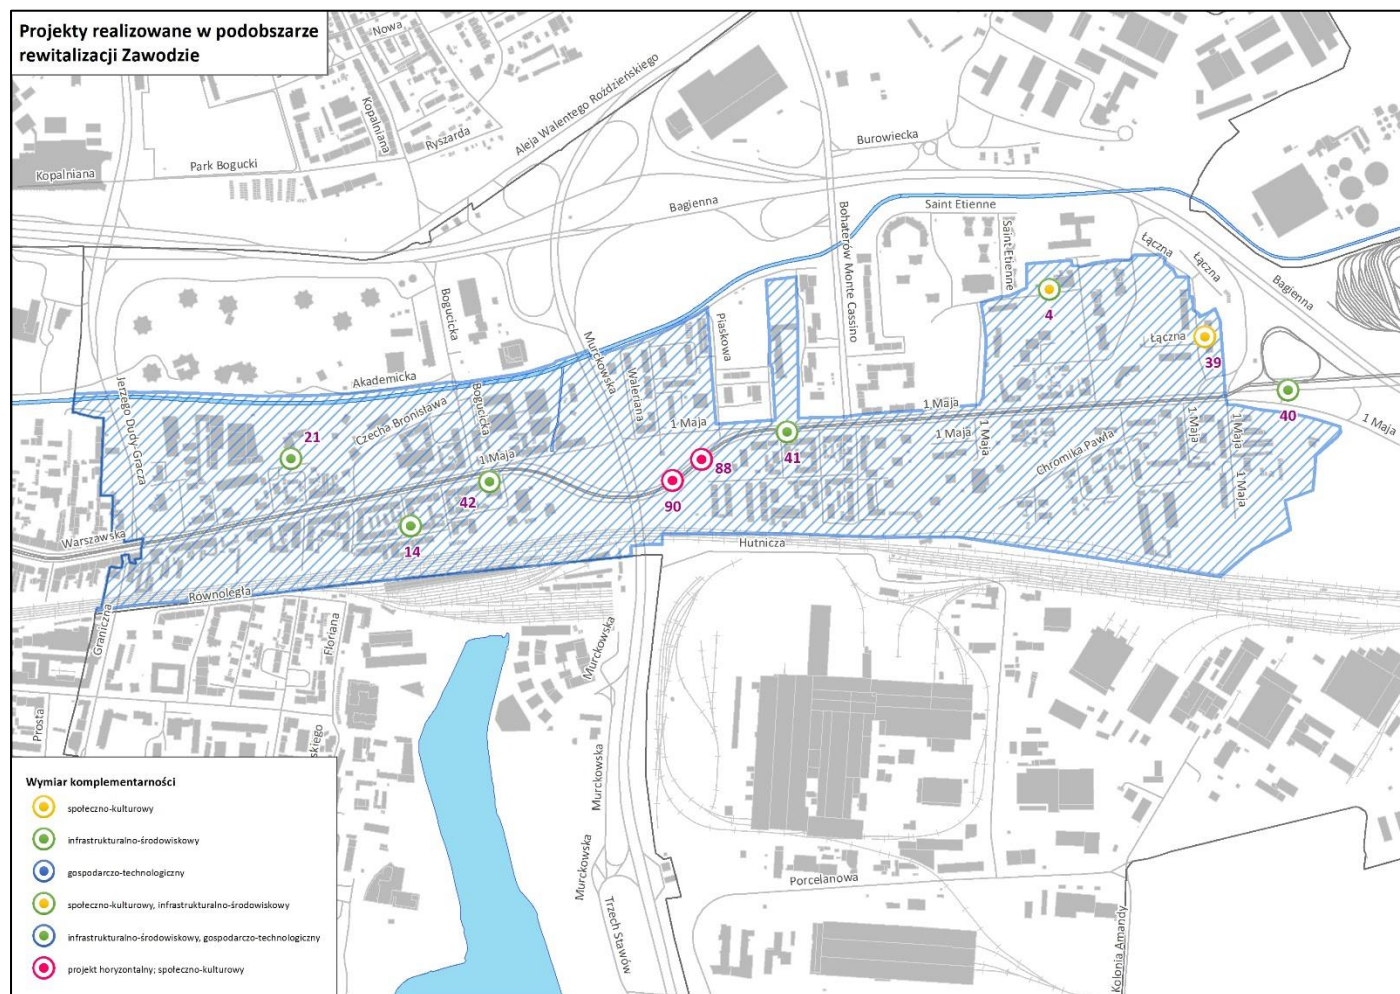 Projekty realizowane w podobszarze
rewitalizacji Zawodzie
Nowa
Kopalniana
Kopalniana
Ryszarda
Park Bogucki
Kopalniana
Aleja Walentego Roździeńskiego
Burowiecka
Bagienna
Saint Etienne
Saint Etienne
Bohaterów Monte Cassino
Łączna
Łączna
Bagienna
4
Łączna
39
Bogucicka
Akademicka
Murckowska
Piaskowa
Waleriana
Jerzego Dudy-Gracza
Czecha Bronisława
Bogucicka
1 Maja
1 Maja
1 Maja
1 Maja
1 Maja
1 Maja
1 Maja
1 Maja
1 Maja
40
21
41
88
90
42
14
Chromika Pawła
Warszawska
Równoległa
Hutnicza
Graniczna
Floriana
Prosta
skiego
Murckowska
Murckowska
Murckowska
Trzech Stawów
Porcelanowa
Kolonia Amandy
Wymiar komplementarności
społeczno-kulturowy
infrastrukturalno-środowiskowy
gospodarczo-technologiczny
społeczno-kulturowy, infrastrukturalno-środowiskowy
infrastrukturalno-środowiskowy, gospodarczo-technologiczny
projekt horyzontalny; społeczno-kulturowy